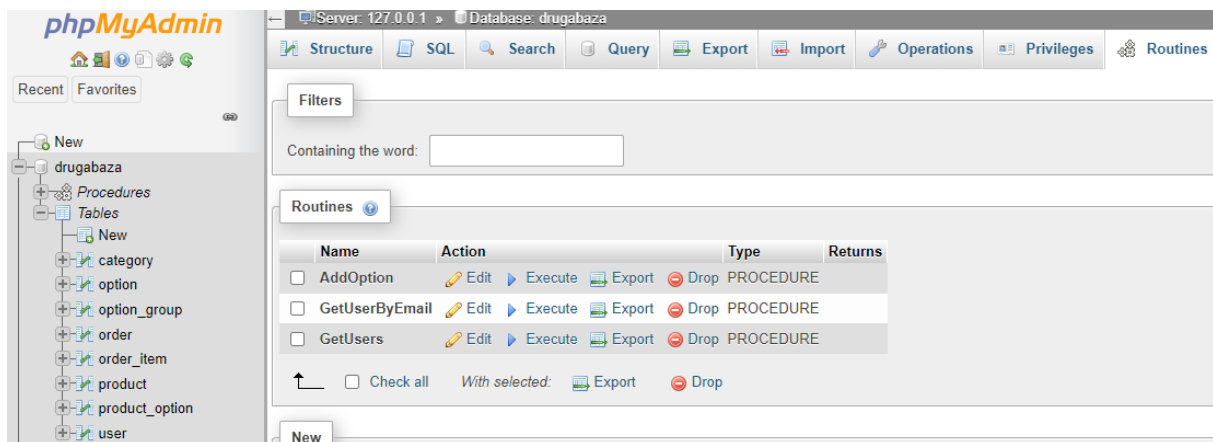 phpMyAdmin
Recent Favorites
New
drugabaza
Procedures
Tables
New
category
option
option_group
order
order_item
product
product_option
user
Server: 127.0.0.1 » Database: drugabaza
Structure SQL Search Query Export Import Operations Privileges Routines
Filters
Containing the word:
Routines
Name Action Type Returns
AddOption Edit Execute Export Drop PROCEDURE
GetUserByEmail Edit Execute Export Drop PROCEDURE
GetUsers Edit Execute Export Drop PROCEDURE
Check all With selected: Export Drop
New